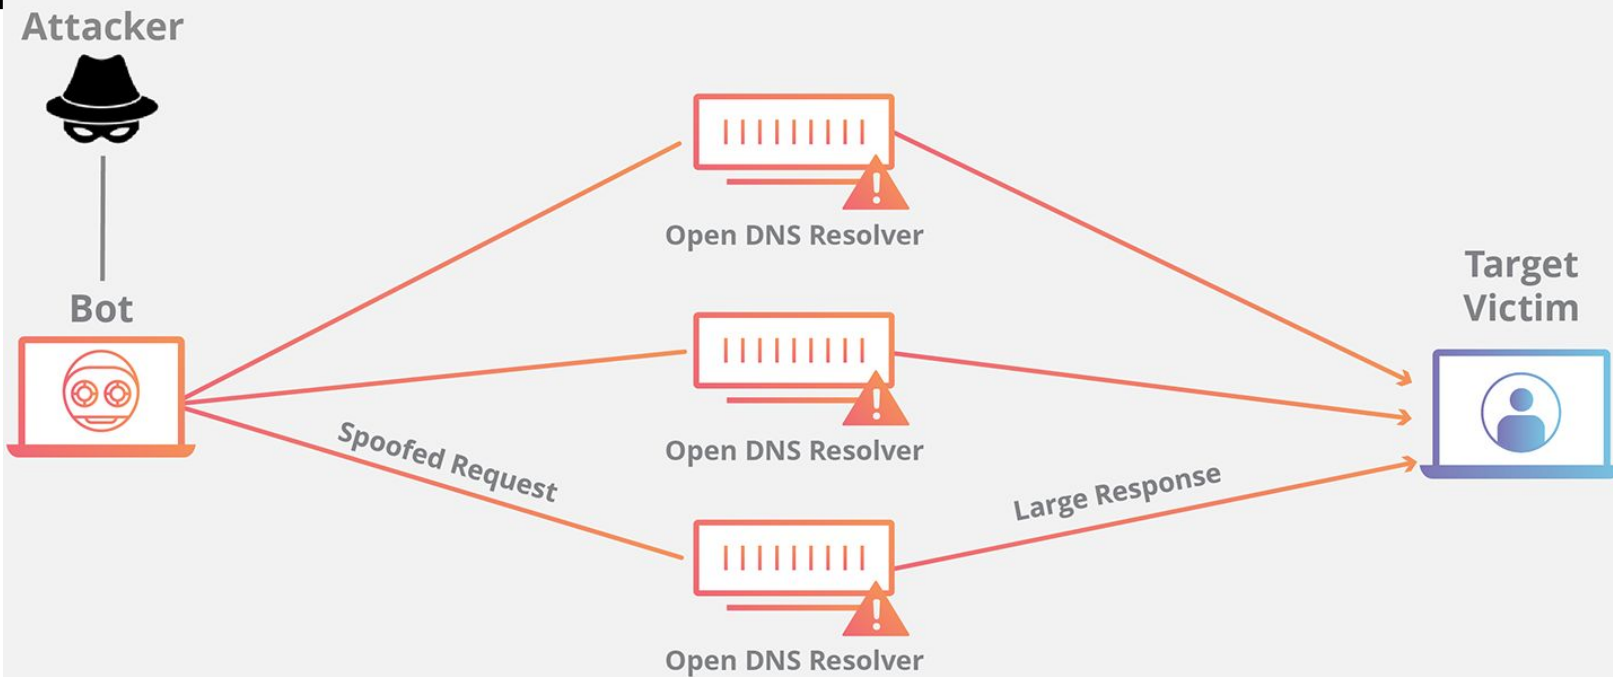 Attacker
Bot
Spoofed Request
Open DNS Resolver
Open DNS Resolver
Open DNS Resolver
Large Response
Target
Victim